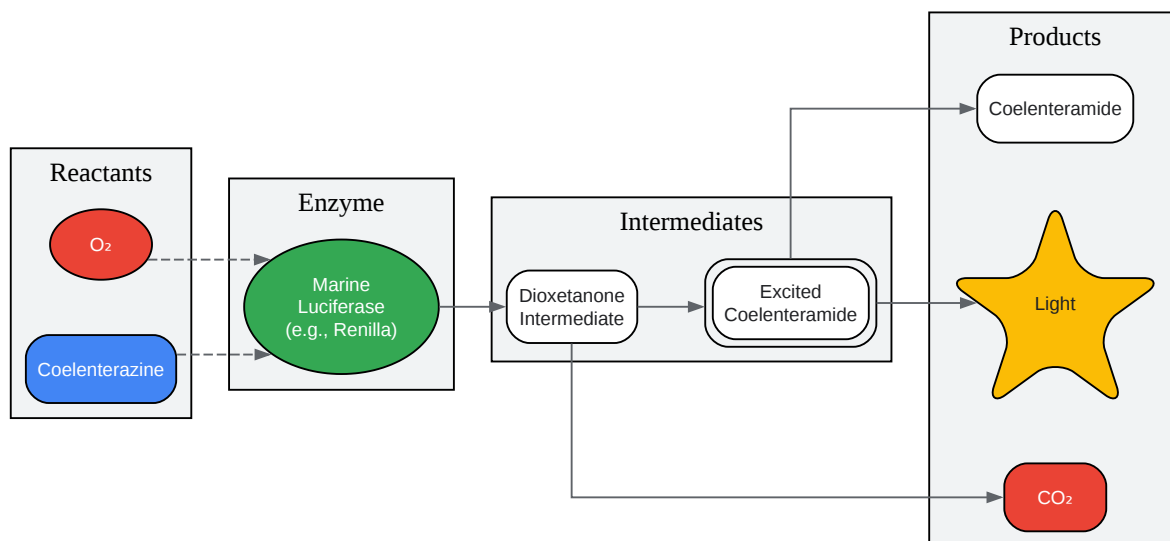 Reactants
O₂
Coelenterazine
Enzyme
Marine
Luciferase
(e.g., Renilla)
Intermediates
Dioxetanone
Intermediate
Excited
Coelenteramide
Products
Coelenteramide
Light
CO₂